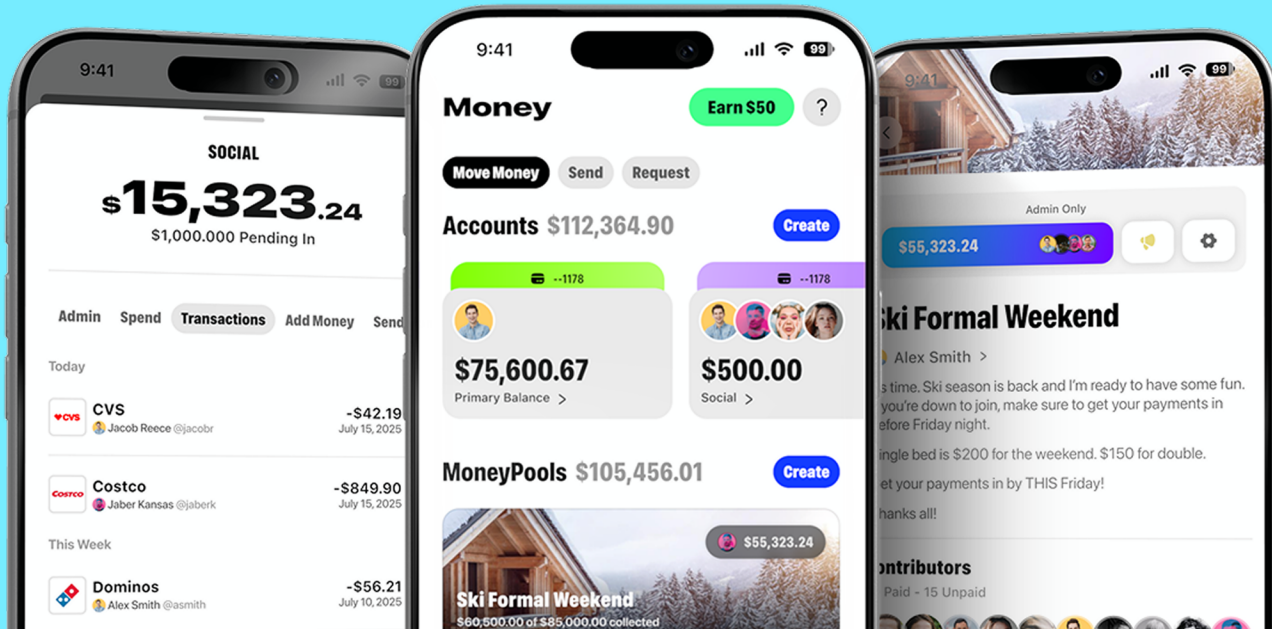 9:41
99
SOCIAL
$15,323.24
$1,000.000 Pending In
Admin Spend Transactions Add Money Send
Today
CVS
CVS -$42.19
Jacob Reece @jacobr July 15, 2025
COSTCO
Costco -$849.90
Jaber Kansas @jaberk July 15, 2025
This Week
Dominos -$56.21
Alex Smith @asmith July 10, 2025
9:41
99
Money
Earn $50
?
Move Money Send Request
Accounts $112,364.90 Create
--1178
$75,600.67
Primary Balance >
--1178
$500.00
Social >
MoneyPools $105,456.01 Create
$55,323.24
Ski Formal Weekend
$60,500.00 of $85,000.00 collected
9:41
99
Admin Only
$55,323.24
Ski Formal Weekend
Alex Smith >
s time. Ski season is back and I'm ready to have some fun.
you're down to join, make sure to get your payments in
efore Friday night.
ingle bed is $200 for the weekend. $150 for double.
et your payments in by THIS Friday!
hanks all!
ontributors
Paid - 15 Unpaid